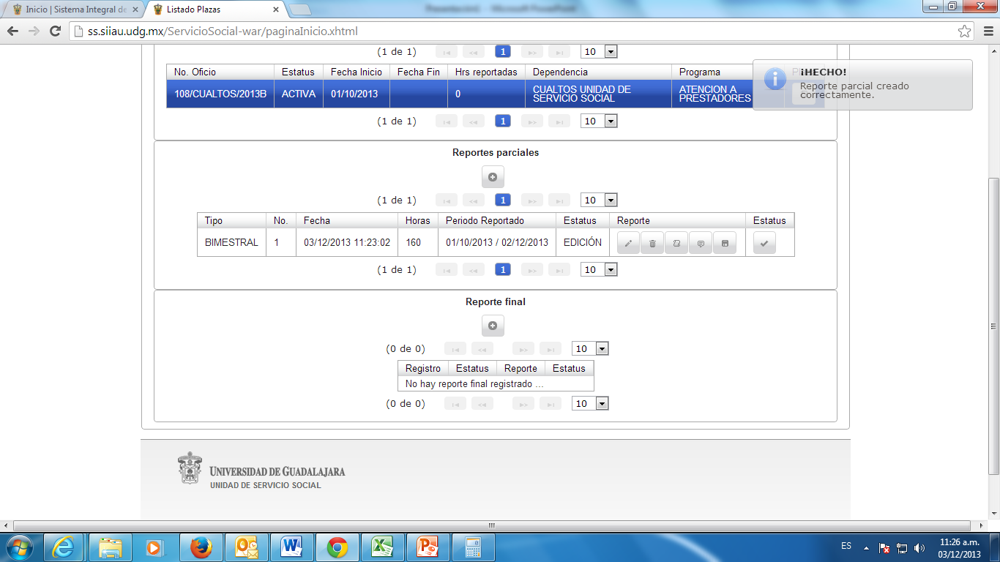 Inicio | Sistema Integral de
Listado Plazas
Presentación1 - Microsoft PowerPoint
ss.siiau.udg.mx/ServicioSocial-war/paginaInicio.xhtml
(1 de 1) 1 10
No. Oficio Estatus Fecha Inicio Fecha Fin Hrs reportadas Dependencia Programa
108/CUALTOS/2013B ACTIVA 01/10/2013 0 CUALTOS UNIDAD DE SERVICIO SOCIAL ATENCION A PRESTADORES
¡HECHO!
Reporte parcial creado
correctamente.
(1 de 1) 1 10
Reportes parciales
(1 de 1) 1 10
Tipo No. Fecha Horas Periodo Reportado Estatus Reporte Estatus
BIMESTRAL 1 03/12/2013 11:23:02 160 01/10/2013 / 02/12/2013 EDICIÓN
(1 de 1) 1 10
Reporte final
(0 de 0) 10
Registro Estatus Reporte Estatus
No hay reporte final registrado ...
(0 de 0) 10
UNIVERSIDAD DE GUADALAJARA
UNIDAD DE SERVICIO SOCIAL
ES 11:26 a.m.
03/12/2013